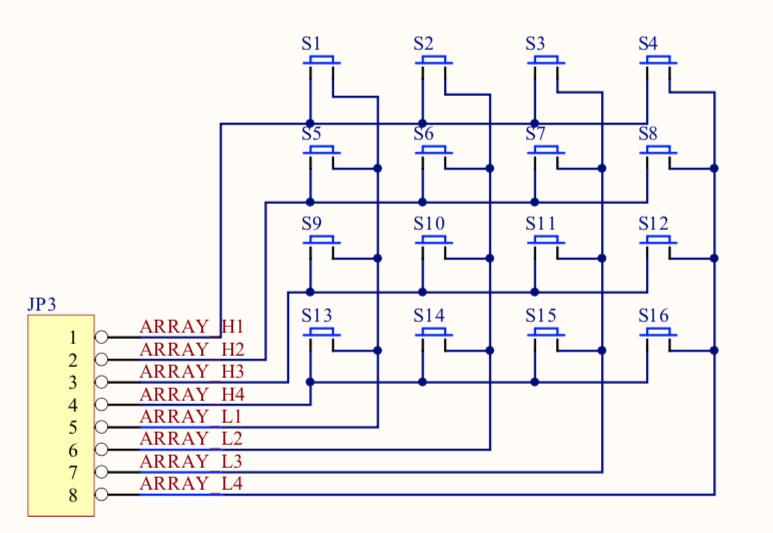 S1 S2 S3 S4
S5 S6 S7 S8
S9 S10 S11 S12
JP3
S13 S14 S15 S16
1 ARRAY_H1
2 ARRAY_H2
3 ARRAY_H3
4 ARRAY_H4
5 ARRAY_L1
6 ARRAY_L2
7 ARRAY_L3
8 ARRAY_L4